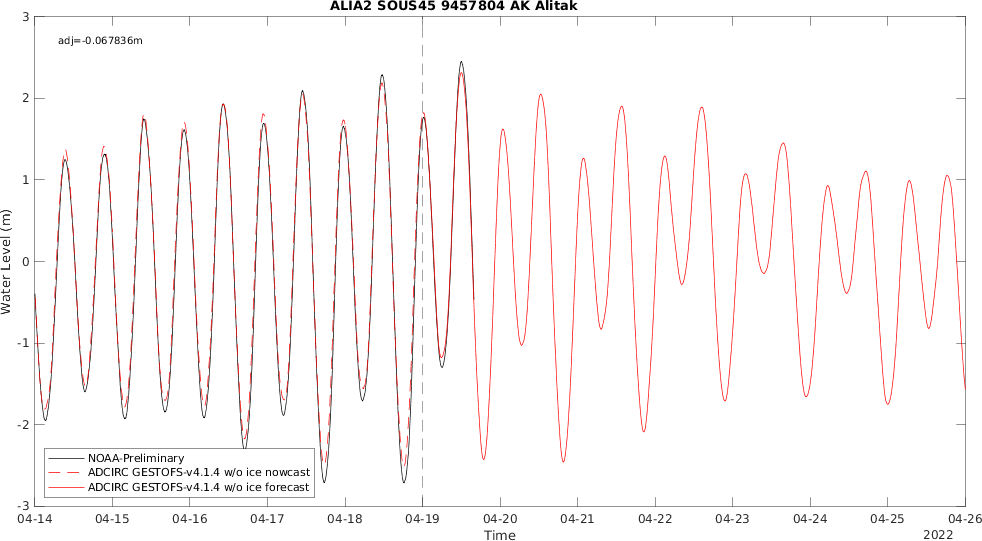 ALIA2 SOUS45 9457804 AK Alitak
adj=-0.067836m
3
2
1
0
-1
-2
-3
Water Level (m)
NOAA-Preliminary
ADCIRC GESTOFS-v4.1.4 w/o ice nowcast
ADCIRC GESTOFS-v4.1.4 w/o ice forecast
04-14 04-15 04-16 04-17 04-18 04-19 04-20 04-21 04-22 04-23 04-24 04-25 04-26
Time
2022